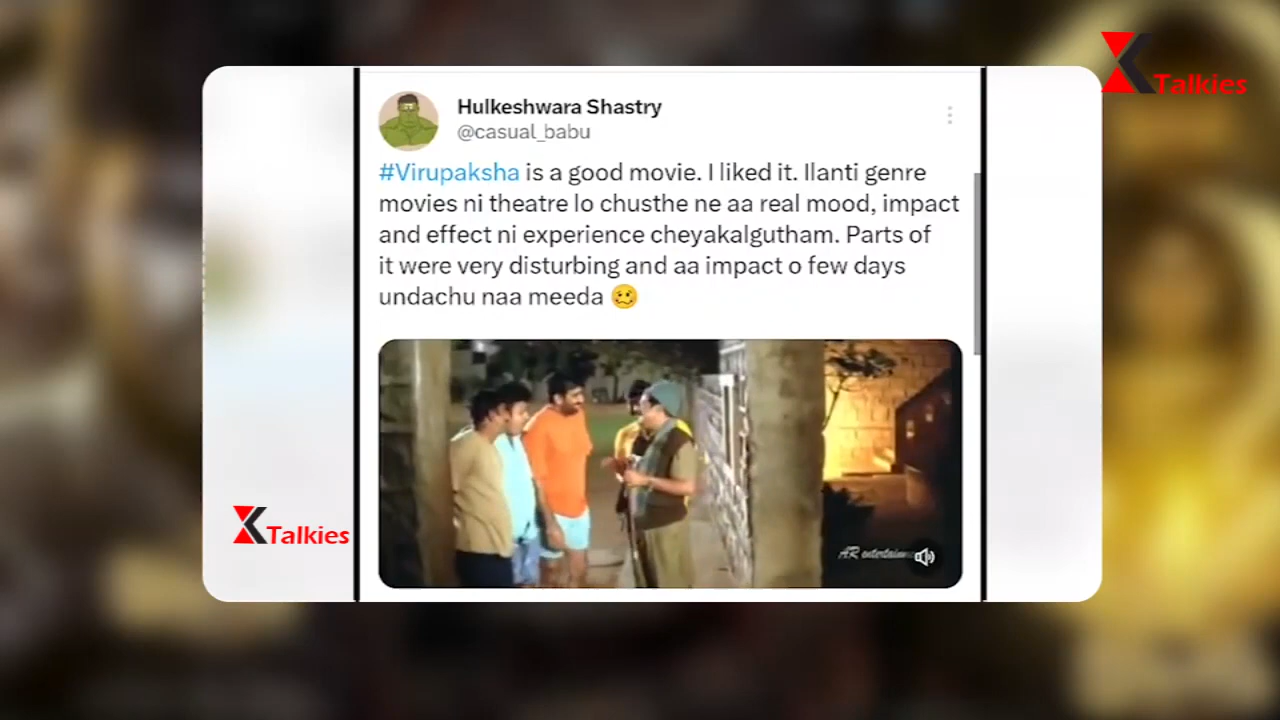 Talkies
Hulkeshwara Shastry
@casual_babu
#Virupaksha is a good movie. I liked it. Ilanti genre
movies ni theatre lo chusthe ne aa real mood, impact
and effect ni experience cheyakalgutham. Parts of
it were very disturbing and aa impact o few days
undachu naa meeda 🥴
Talkies